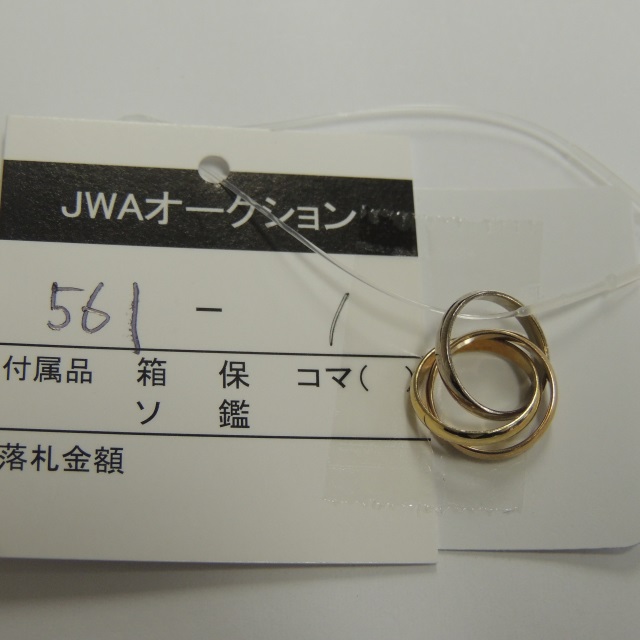 JWAオークション
561 - 1
付属品 箱 保 コマ( )
ソ 鑑
落札金額